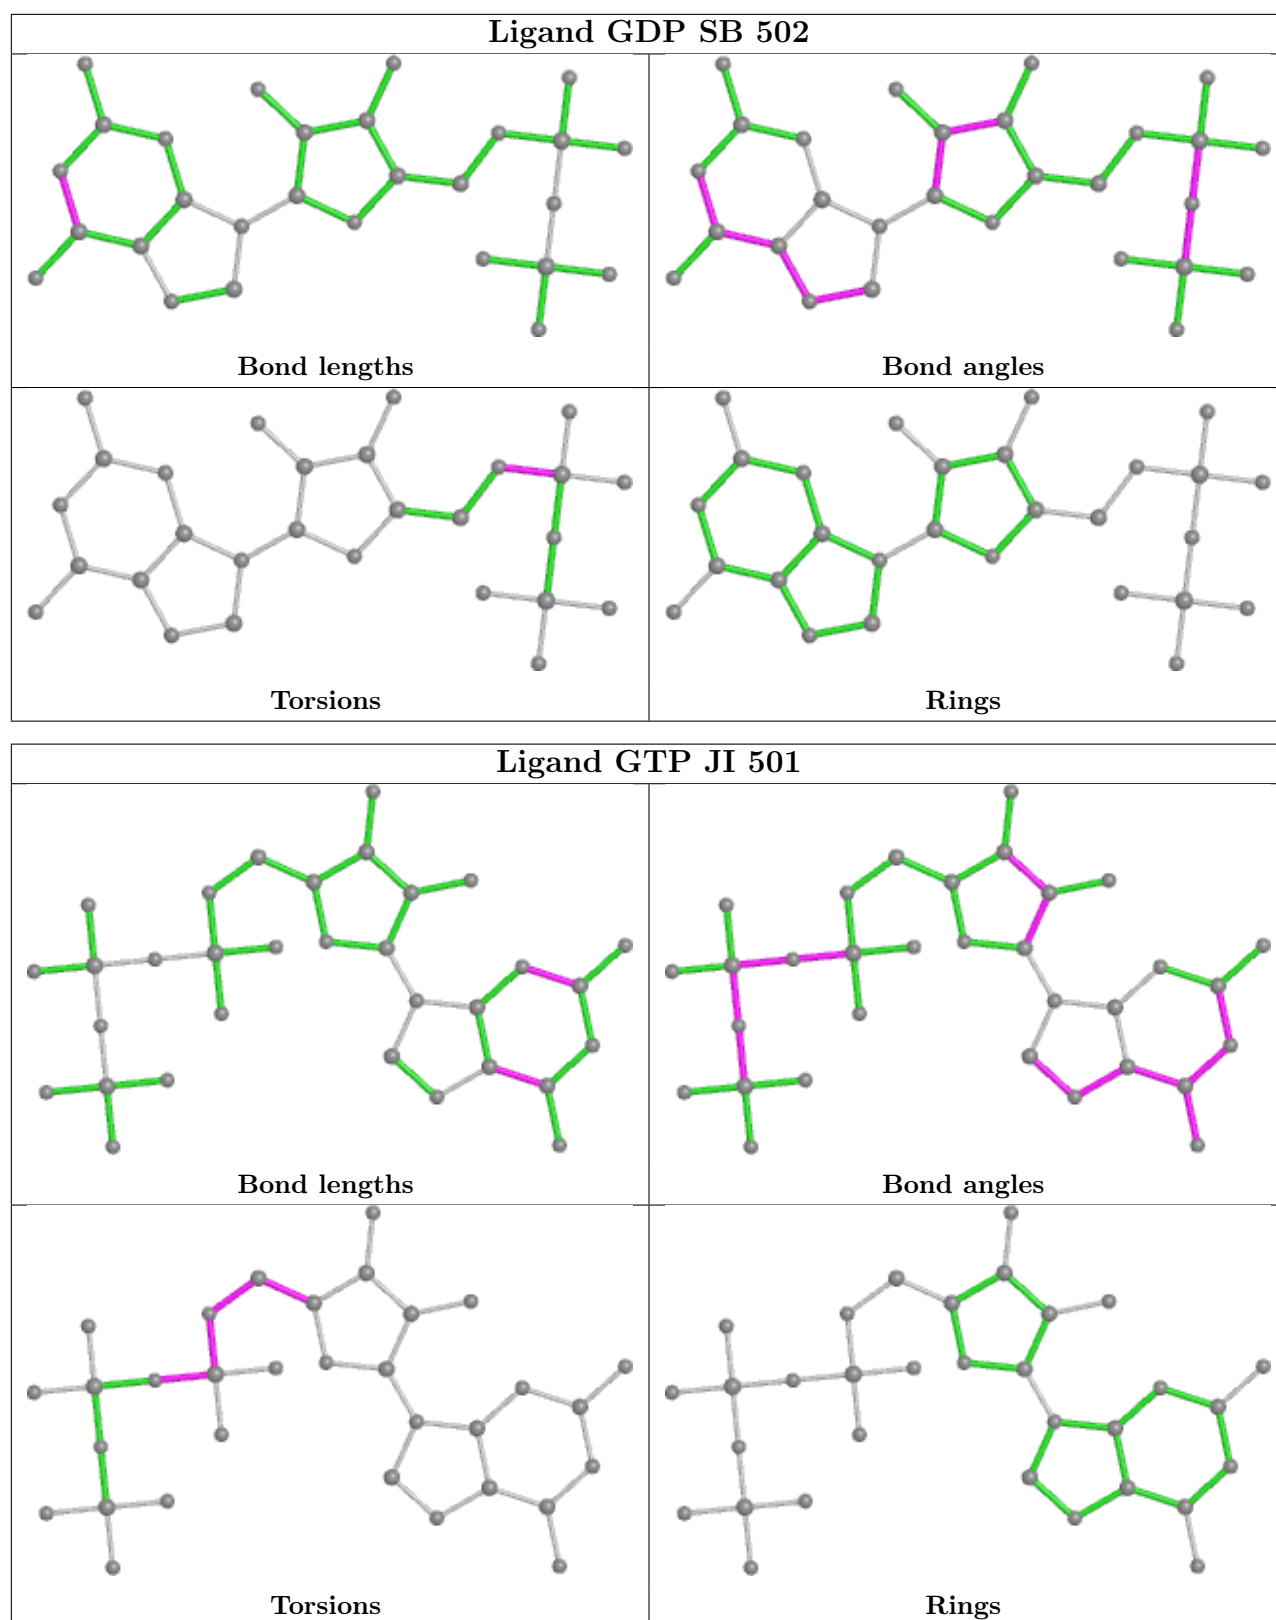 Ligand GDP SB 502
Bond lengths
Bond angles
Torsions
Rings
Ligand GTP JI 501
Bond lengths
Bond angles
Torsions
Rings